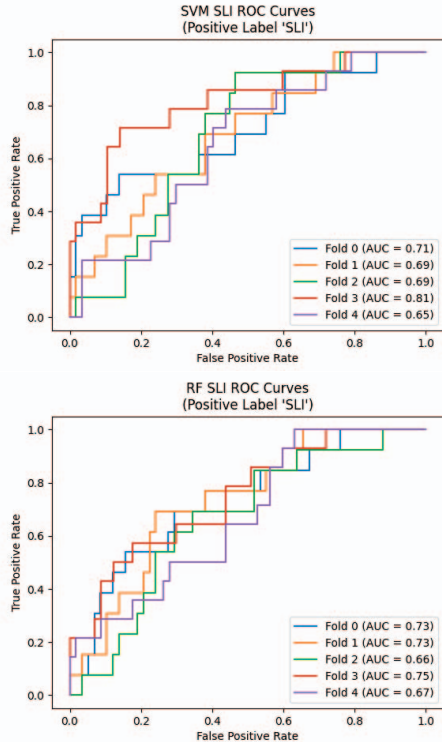 SVM SLI ROC Curves
(Positive Label 'SLI')
1.0
0.8
0.6
0.4
0.2
0.0
True Positive Rate
Fold 0 (AUC = 0.71)
Fold 1 (AUC = 0.69)
Fold 2 (AUC = 0.69)
Fold 3 (AUC = 0.81)
Fold 4 (AUC = 0.65)
0.0 0.2 0.4 0.6 0.8 1.0
False Positive Rate
RF SLI ROC Curves
(Positive Label 'SLI')
1.0
0.8
0.6
0.4
0.2
0.0
True Positive Rate
Fold 0 (AUC = 0.73)
Fold 1 (AUC = 0.73)
Fold 2 (AUC = 0.66)
Fold 3 (AUC = 0.75)
Fold 4 (AUC = 0.67)
0.0 0.2 0.4 0.6 0.8 1.0
False Positive Rate